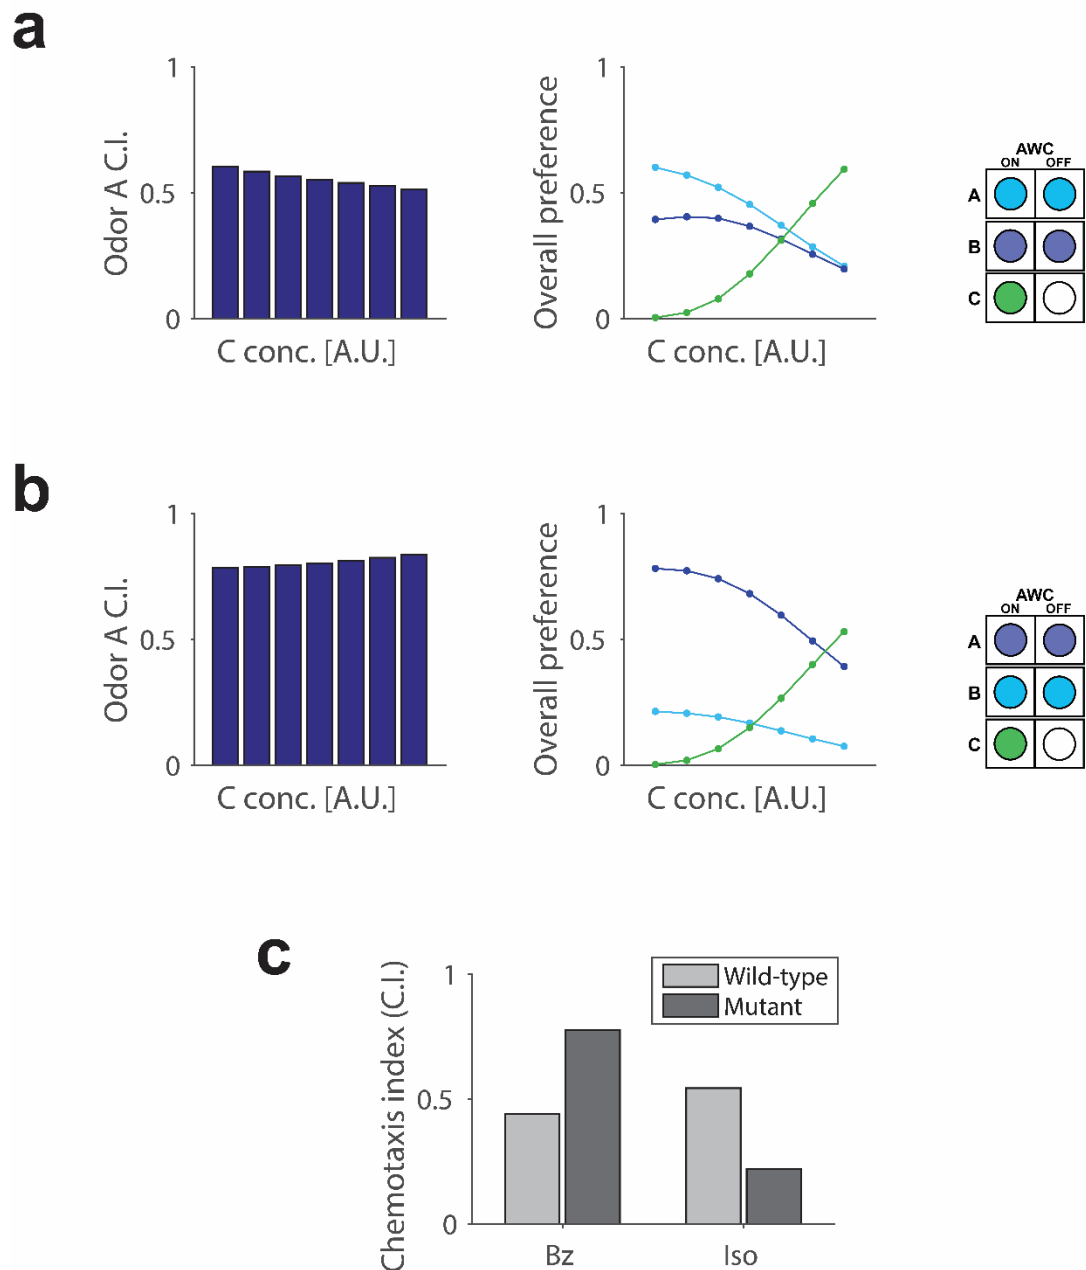 a
1
0.5
0
Odor A C.I.
C conc. [A.U.]
1
0.5
0
Overall preference
C conc. [A.U.]
AWC
ON OFF
A
B
C
b
1
0.5
0
Odor A C.I.
C conc. [A.U.]
1
0.5
0
Overall preference
C conc. [A.U.]
AWC
ON OFF
A
B
C
c
1
0.5
0
Chemotaxis index (C.I.)
Wild-type
Mutant
Bz Iso